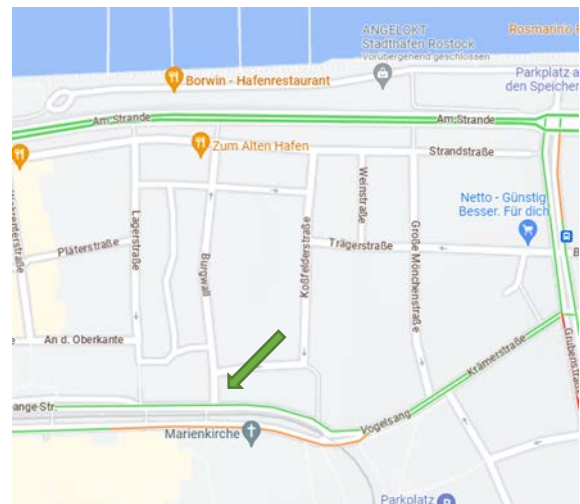 ANGELOKT
Stadthafen Rostock
Vorübergehend geschlossen
Rosmarino
Borwin - Hafenrestaurant
Parkplatz a
den Speicher
Am Strande
Am Strande
Zum Alten Hafen
Strandstraße
Weinstraße
Netto - Günstig
Besser. Für dich
Lagerstraße
Burgwall
Koßfelderstraße
Große Mönchenstraße
Pläterstraße
Trägerstraße
B
An d. Oberkante
Krämerstraße
Grubenstraße
ange Str.
Vogelsang
Marienkirche
Parkplatz